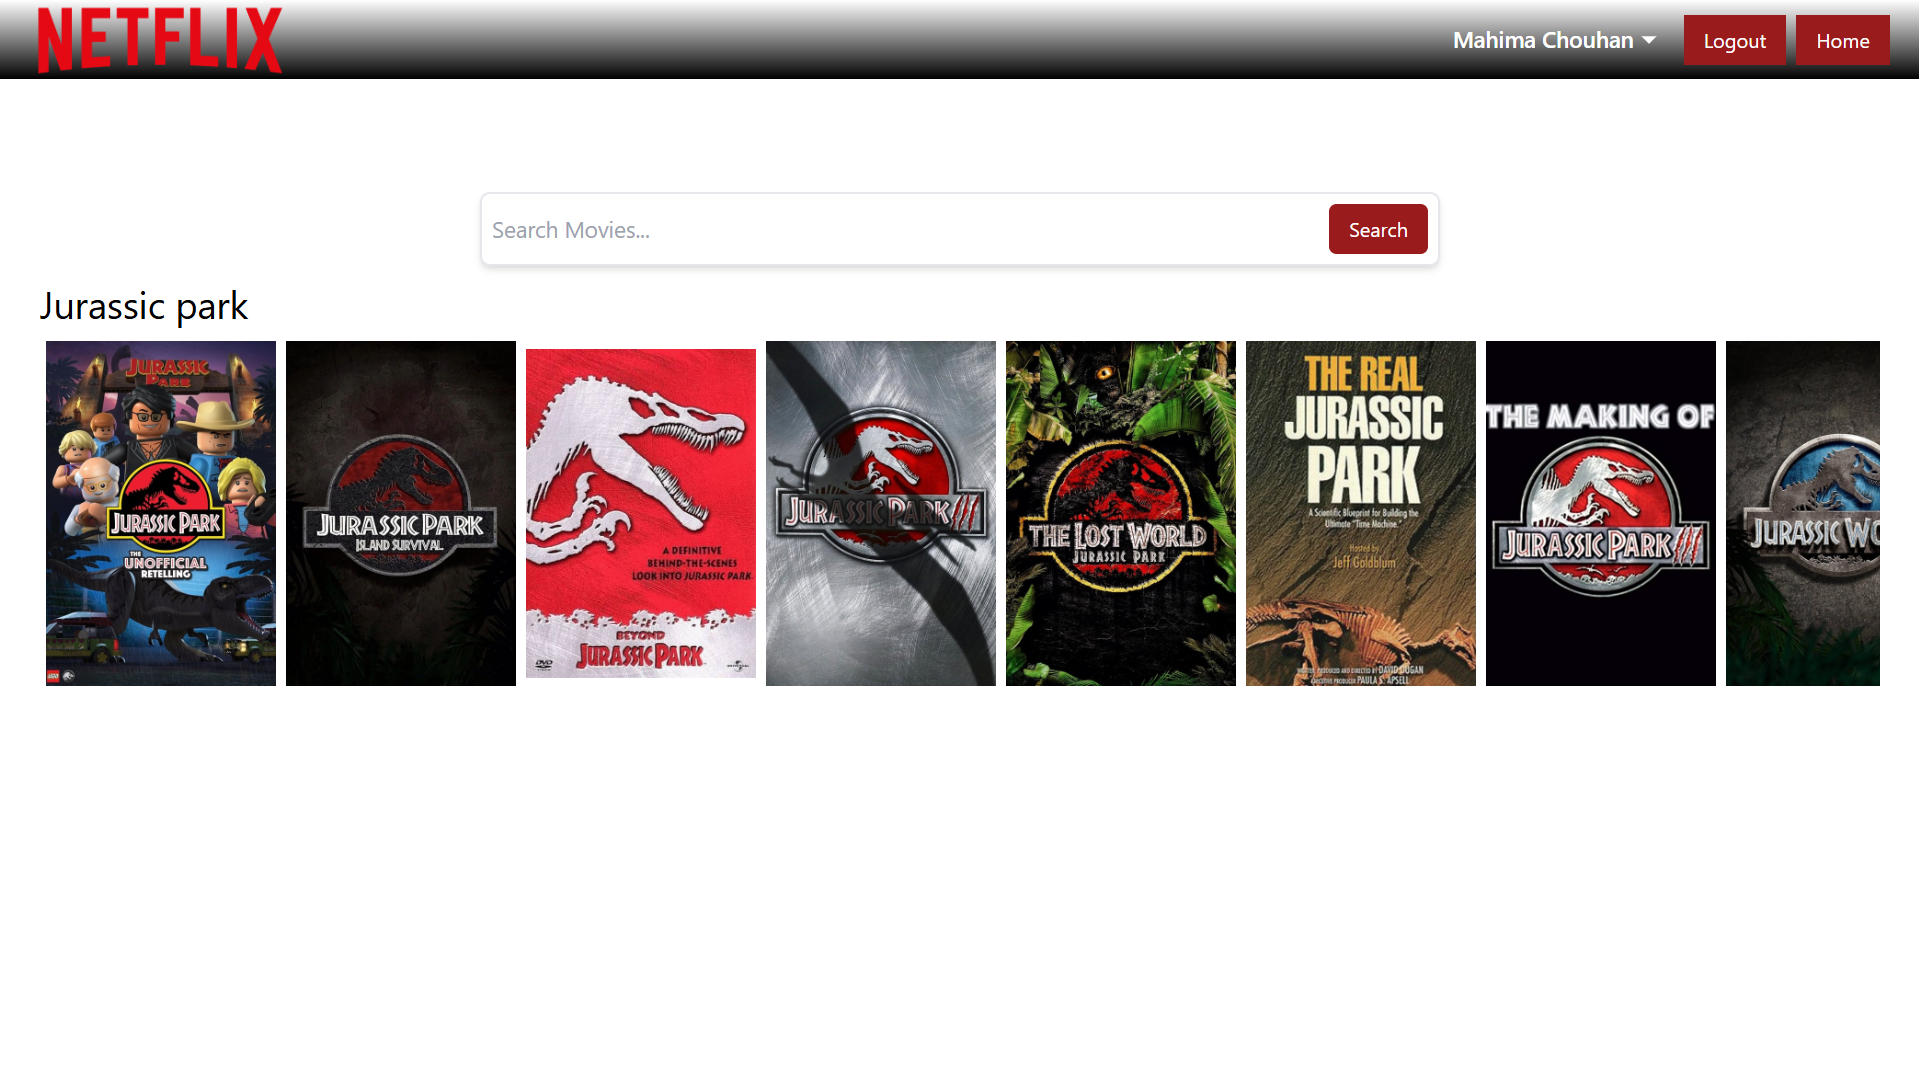 NETFLIX
Mahima Chouhan
Logout
Home
Search Movies...
Search
Jurassic park
JURASSIC
PARK
JURASSIC PARK
THE
UNOFFICIAL
RETELLING
LEGO
JURASSIC PARK
ISLAND SURVIVAL
A DEFINITIVE
BEHIND-THE-SCENES
LOOK INTO JURASSIC PARK
BEYOND
JURASSIC PARK
DVD
JURASSIC PARK III
THE LOST WORLD
JURASSIC PARK
THE REAL
JURASSIC
PARK
A Scientific Blueprint for Building the
Ultimate "Time Machine."
Hosted by
Jeff Goldblum
WRITTEN, PRODUCED AND DIRECTED BY DAVID DUGAN
EXECUTIVE PRODUCER PAULA S. APSELL
THE MAKING OF
JURASSIC PARK III
JURASSIC WO